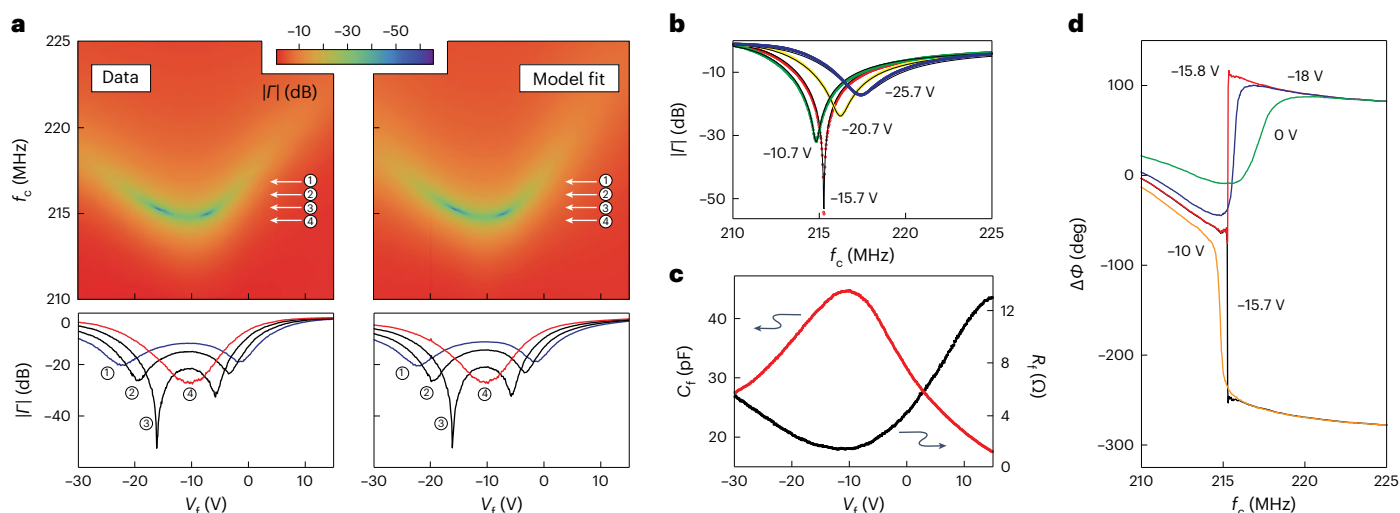 a
−10 −30 −50
|Γ| (dB)
Data
Model fit
225
220
215
210
f_c (MHz)
① ② ③ ④
① ② ③ ④
0
−20
−40
|Γ| (dB)
① ② ③ ④
① ② ③ ④
−30 −20 −10 0 10
V_f (V)
−30 −20 −10 0 10
V_f (V)
b
−10
−30
−50
|Γ| (dB)
−25.7 V
−20.7 V
−10.7 V
−15.7 V
210 215 220 225
f_c (MHz)
c
40
30
20
C_f (pF)
12
8
4
0
R_f (Ω)
−30 −20 −10 0 10
V_f (V)
d
100
0
−100
−200
−300
ΔΦ (deg)
−15.8 V
−18 V
0 V
−10 V
−15.7 V
210 215 220 225
f_c (MHz)